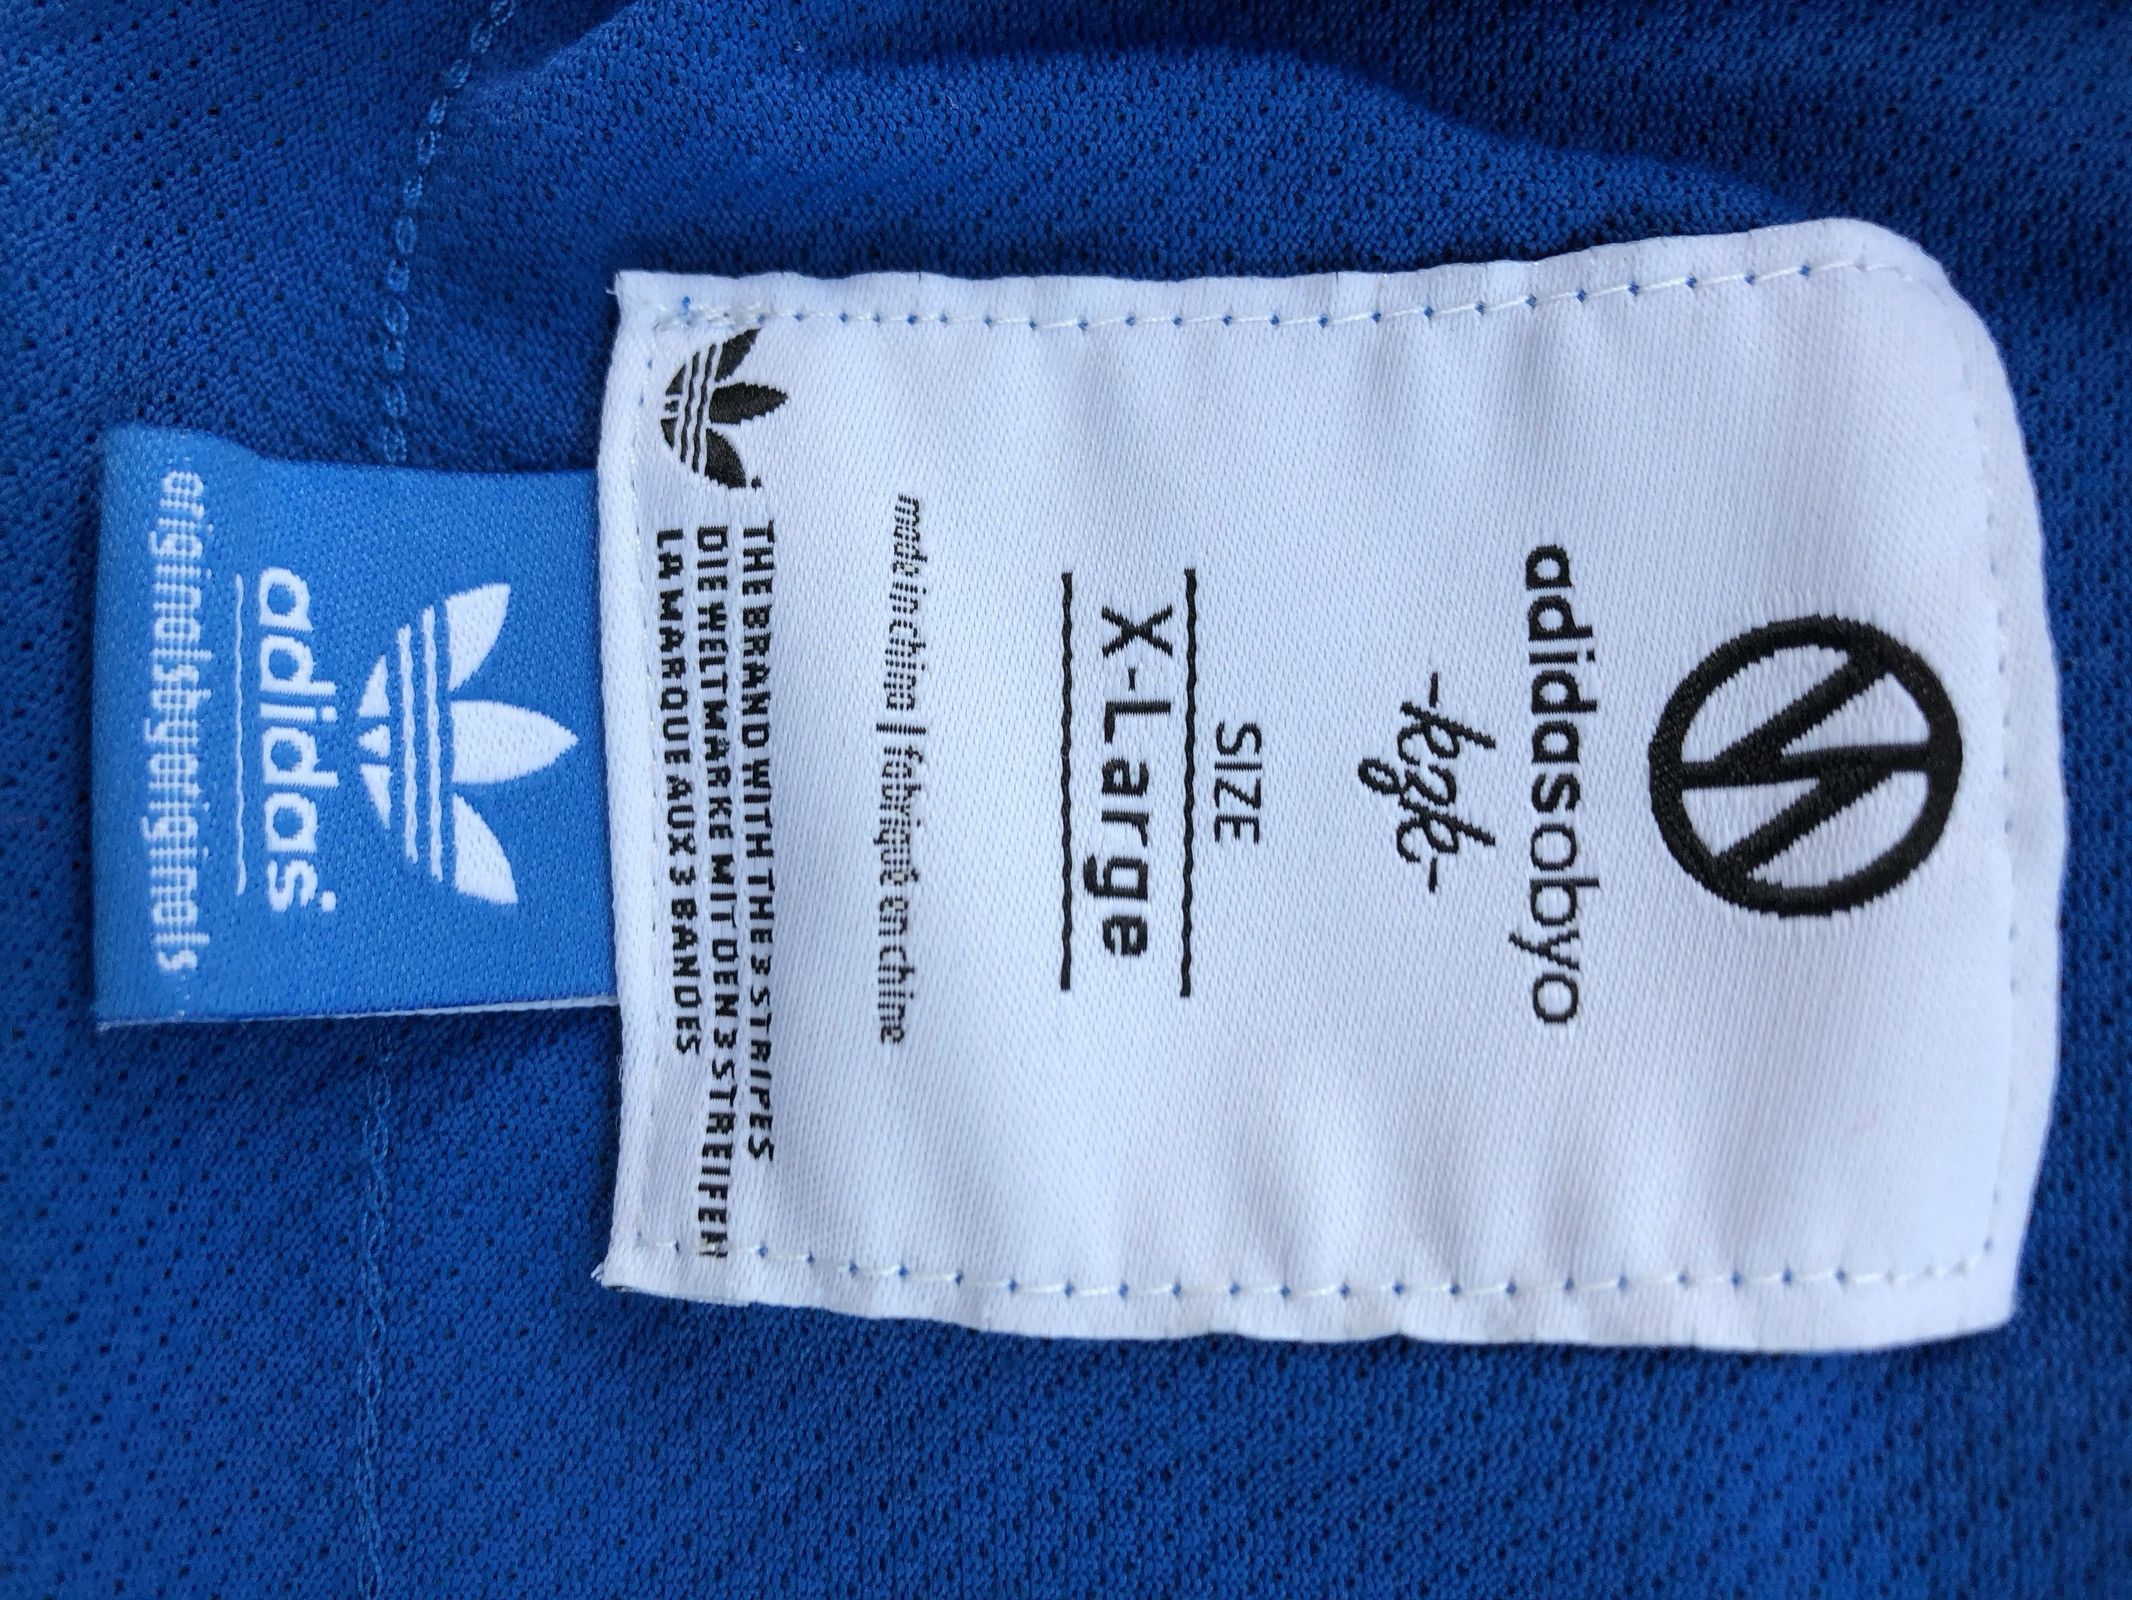 adidasobyo
-kzk-
SIZE
X-Large
made in china | fabriqué en chine
THE BRAND WITH THE 3 STRIPES
DIE WELTMARKE MIT DEN 3 STREIFEN
LA MARQUE AUX 3 BANDES
adidas
originalsbyoriginals